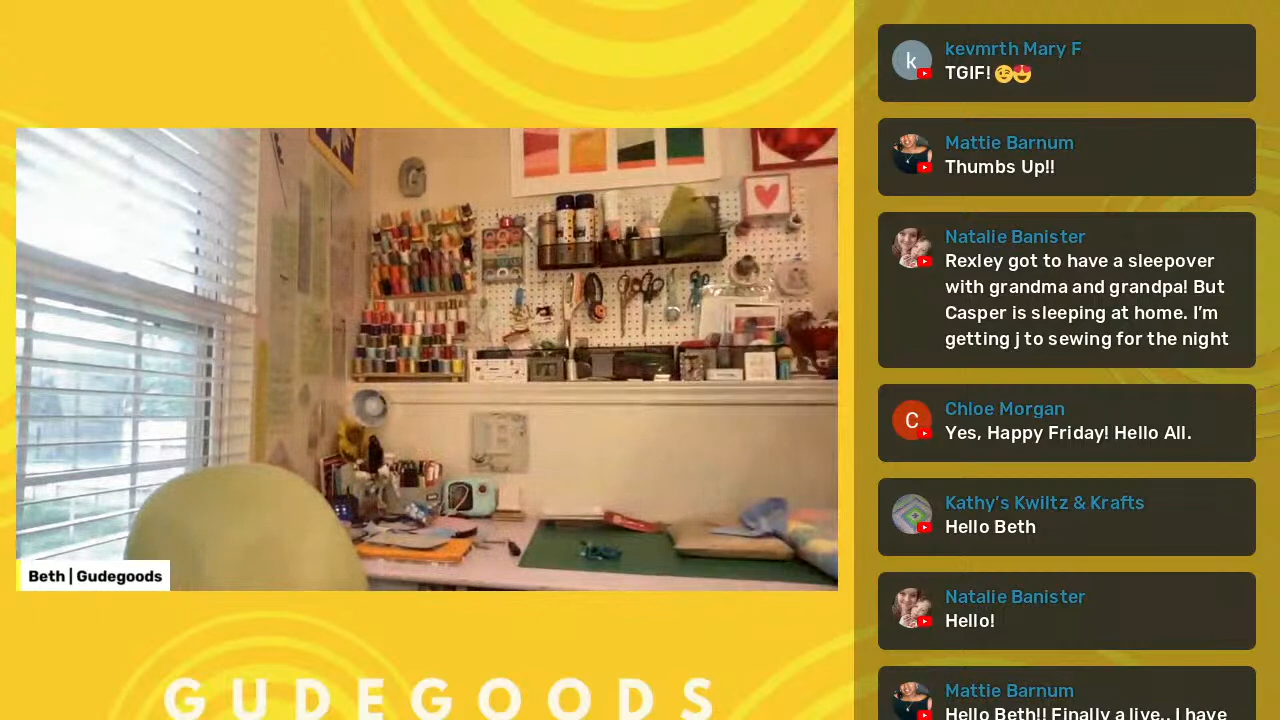 kevmrth Mary F
TGIF! 😉😍
Mattie Barnum
Thumbs Up!!
Natalie Banister
Rexley got to have a sleepover
with grandma and grandpa! But
Casper is sleeping at home. I'm
getting j to sewing for the night
Chloe Morgan
Yes, Happy Friday! Hello All.
Kathy's Kwiltz & Krafts
Hello Beth
Natalie Banister
Hello!
Mattie Barnum
Hello Beth!! Finally a live.. I have
k
C
G
Beth | Gudegoods
GUDEGOODS